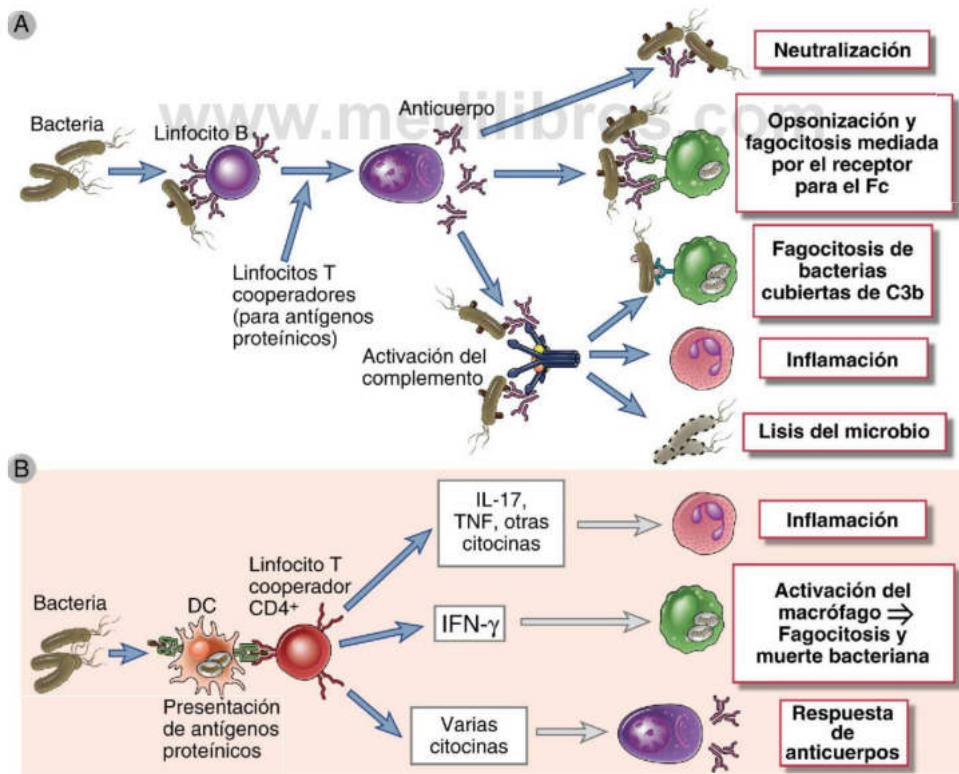 A
www.medilibros.com
Bacteria
Linfocito B
Anticuerpo
Linfocitos T
cooperadores
(para antígenos
proteínicos)
Activación del
complemento
Neutralización
Opsonización y
fagocitosis mediada
por el receptor
para el Fc
Fagocitosis de
bacterias
cubiertas de C3b
Inflamación
Lisis del microbio
B
Bacteria
DC
Presentación
de antígenos
proteínicos
Linfocito T
cooperador
CD4+
IL-17,
TNF, otras
citocinas
Inflamación
IFN-γ
Activación del
macrófago ⇒
Fagocitosis y
muerte bacteriana
Varias
citocinas
Respuesta
de
anticuerpos